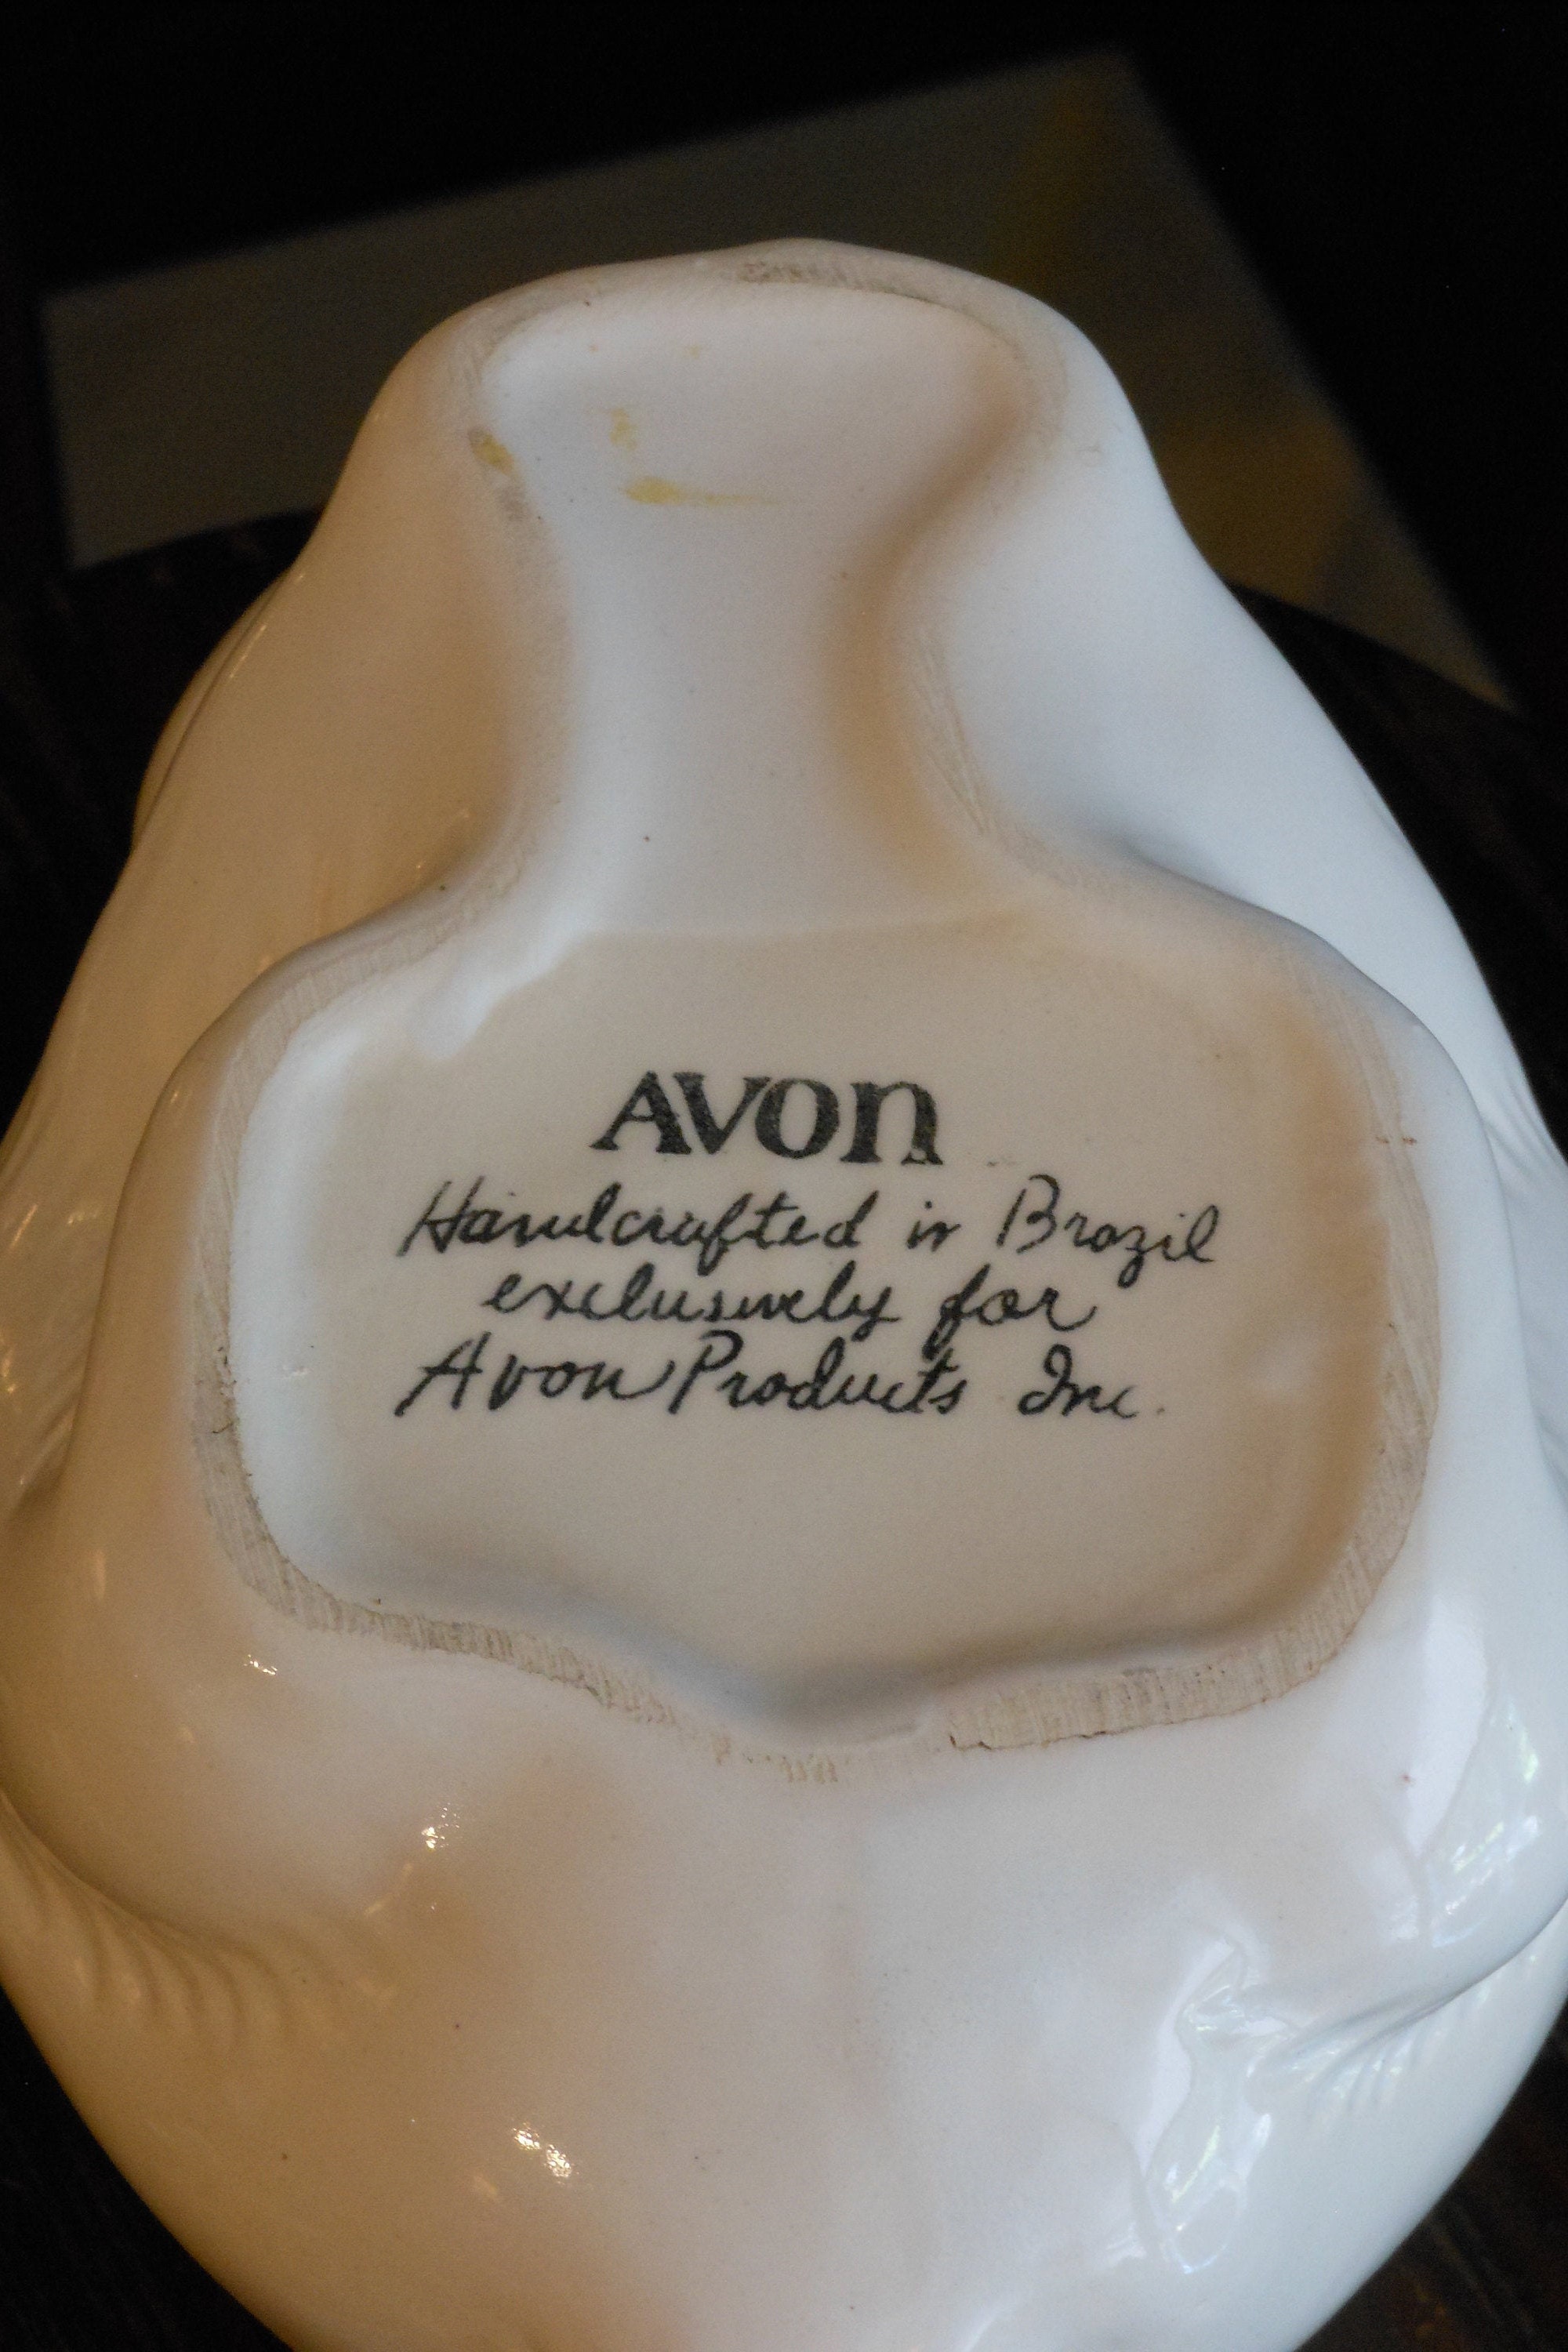 AVON
Handcrafted in Brazil
exclusively for
Avon Products Inc.